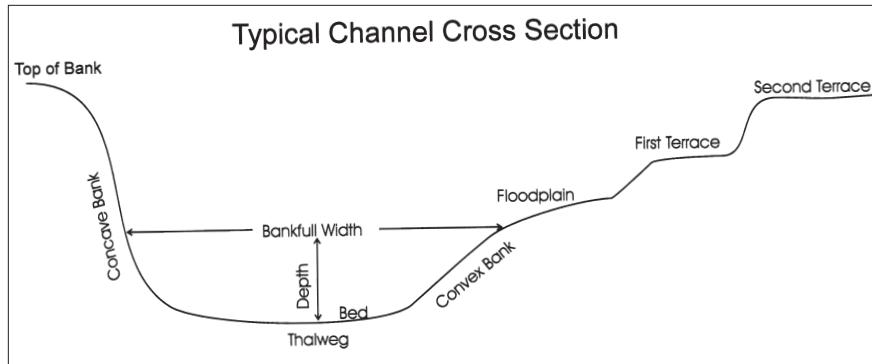 Typical Channel Cross Section
Top of Bank
Second Terrace
First Terrace
Floodplain
Concave Bank
Bankfull Width
Depth
Convex Bank
Bed
Thalweg